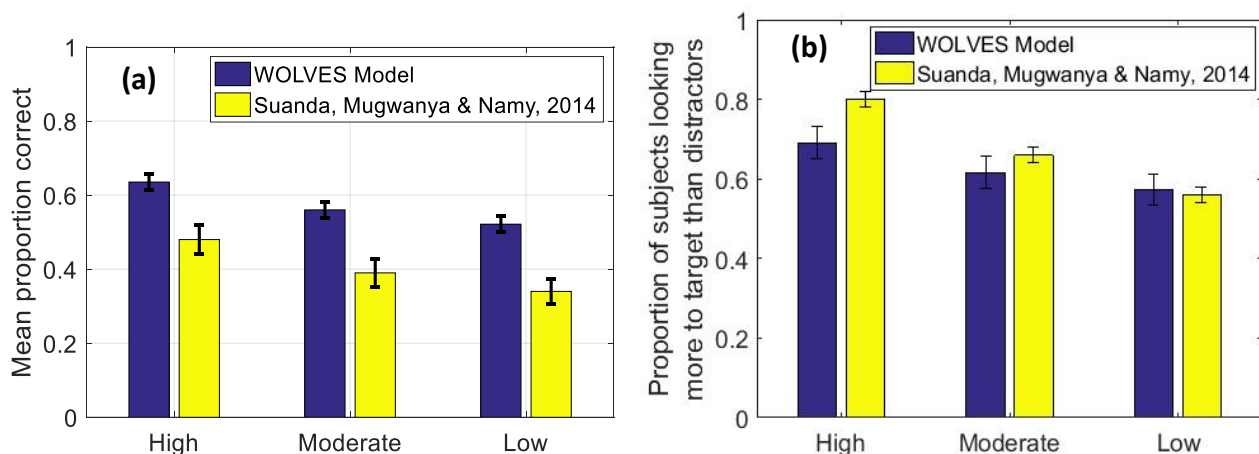 (a)
WOLVES Model
Suanda, Mugwanya & Namy, 2014
Mean proportion correct
1
0.8
0.6
0.4
0.2
0
High Moderate Low
(b)
WOLVES Model
Suanda, Mugwanya & Namy, 2014
Proportion of subjects looking
more to target than distractors
1
0.8
0.6
0.4
0.2
0
High Moderate Low